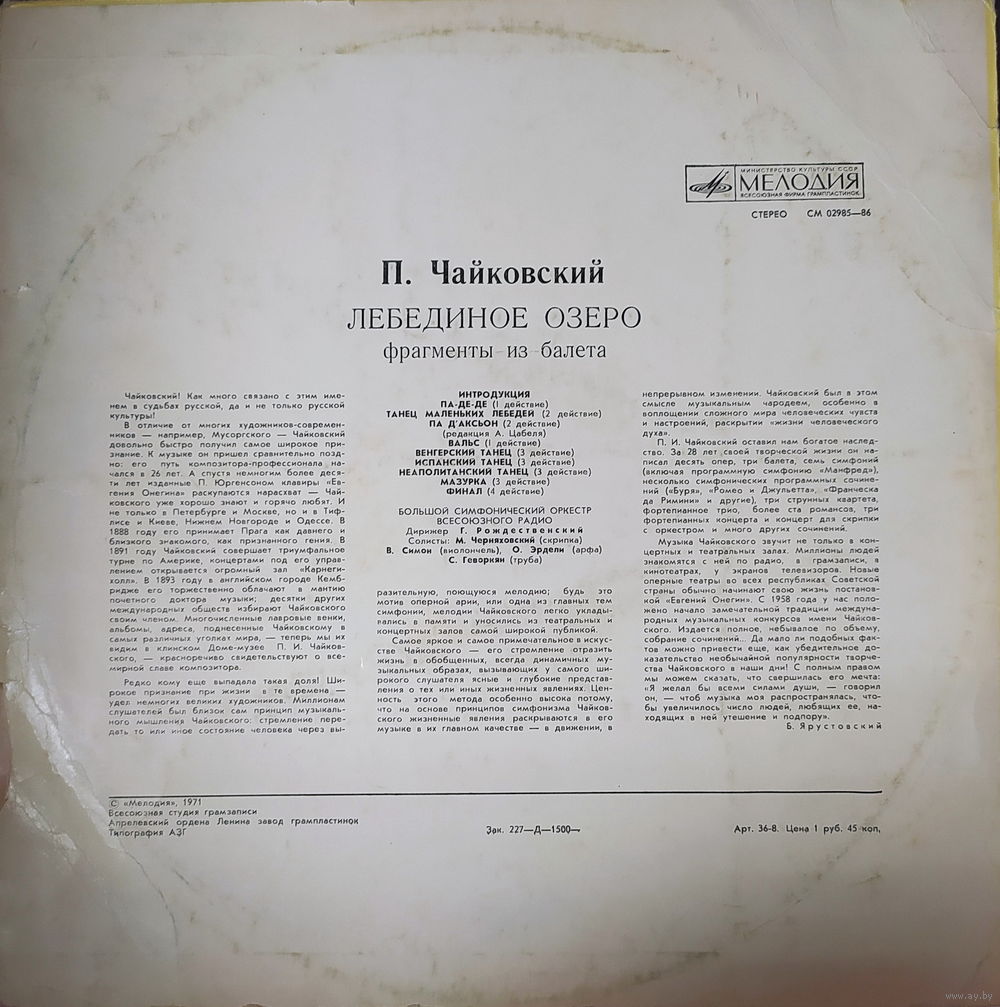 МИНИСТЕРСТВО КУЛЬТУРЫ СССР
МЕЛОДИЯ
ВСЕСОЮЗНАЯ ФИРМА ГРАМПЛАСТИНОК
СТЕРЕО СМ 02985—86
П. Чайковский
ЛЕБЕДИНОЕ ОЗЕРО
фрагменты из балета
Чайковский! Как много связано с этим име-
нем в судьбах русской, да и не только русской
культуры!
В отличие от многих художников-современ-
ников — например, Мусоргского — Чайковский
довольно быстро получил самое широкое при-
знание. К музыке он пришел сравнительно позд-
но: его путь композитора-профессионала на-
чался в 26 лет. А спустя немногим более деся-
ти лет изданные П. Юргенсоном клавиры «Ев-
гения Онегина» раскупаются нарасхват — Чай-
ковского уже хорошо знают и горячо любят. И
не только в Петербурге и Москве, но и в Тиф-
лисе и Киеве, Нижнем Новгороде и Одессе. В
1888 году его принимает Прага как давнего и
близкого знакомого, как признанного гения. В
1891 году Чайковский совершает триумфальное
турне по Америке, концертами под его управ-
лением открывается огромный зал «Карнеги-
холл». В 1893 году в английском городе Кемб-
ридже его торжественно облачают в мантию
почетного доктора музыки; десятки других
международных обществ избирают Чайковского
своим членом. Многочисленные лавровые венки,
альбомы, адреса, поднесенные Чайковскому в
самых различных уголках мира, — теперь мы их
видим в клинском Доме-музее П. И. Чайков-
ского, — красноречиво свидетельствуют о все-
мирной славе композитора.
Редко кому еще выпадала такая доля! Ши-
рокое признание при жизни в те времена —
удел немногих великих художников. Миллионам
слушателей был близок сам принцип музыкаль-
ного мышления Чайковского: стремление пере-
дать то или иное состояние человека через вы-
ИНТРОДУКЦИЯ
ПА-ДЕ-ДЕ (1 действие)
ТАНЕЦ МАЛЕНЬКИХ ЛЕБЕДЕЙ (2 действие)
ПА Д'АКСЬОН (2 действие)
(редакция А. Цабеля)
ВАЛЬС (1 действие)
ВЕНГЕРСКИЙ ТАНЕЦ (3 действие)
ИСПАНСКИЙ ТАНЕЦ (3 действие)
НЕАПОЛИТАНСКИЙ ТАНЕЦ (3 действие)
МАЗУРКА (3 действие)
ФИНАЛ (4 действие)
БОЛЬШОЙ СИМФОНИЧЕСКИЙ ОРКЕСТР
ВСЕСОЮЗНОГО РАДИО
Дирижер Г. Рождественский
Солисты: М. Черняховский (скрипка)
В. Симон (виолончель), О. Эрдели (арфа)
С. Геворкян (труба)
разительную, поющуюся мелодию; будь это
мотив оперной арии, или одна из главных тем
симфонии, мелодии Чайковского легко уклады-
вались в памяти и уносились из театральных и
концертных залов самой широкой публикой.
Самое яркое и самое примечательное в искус-
стве Чайковского — его стремление отразить
жизнь в обобщенных, всегда динамичных му-
зыкальных образах, вызывающих у самого ши-
рокого слушателя ясные и глубокие представ-
ления о тех или иных жизненных явлениях. Цен-
ность этого метода особенно высока потому,
что на основе принципов симфонизма Чайков-
ского жизненные явления раскрываются в его
музыке в их главном качестве — в движении, в
непрерывном изменении. Чайковский был в этом
смысле музыкальным чародеем, особенно в
воплощении сложного мира человеческих чувств
и настроений, раскрытии «жизни человеческого
духа».
П. И. Чайковский оставил нам богатое наслед-
ство. За 28 лет своей творческой жизни он на-
писал десять опер, три балета, семь симфоний
(включая программную симфонию «Манфред»),
несколько симфонических программных сочине-
ний («Буря», «Ромео и Джульетта», «Франческа
да Римини» и другие), три струнных квартета,
фортепианное трио, более ста романсов, три
фортепианных концерта и концерт для скрипки
с оркестром и много других сочинений.
Музыка Чайковского звучит не только в кон-
цертных и театральных залах. Миллионы людей
знакомятся с ней по радио, в грамзаписи, в
кинотеатрах, у экранов телевизоров. Новые
оперные театры во всех республиках Советской
страны обычно начинают свою жизнь постанов-
кой «Евгений Онегин». С 1958 года у нас поло-
жено начало замечательной традиции междуна-
родных музыкальных конкурсов имени Чайков-
ского. Издается полное, небывалое по объему,
собрание сочинений... Да мало ли подобных фак-
тов можно привести еще, как убедительное до-
казательство необычайной популярности творче-
ства Чайковского в наши дни! С полным правом
мы можем сказать, что свершилась его мечта:
«Я желал бы всеми силами души, — говорил
он, — чтоб музыка моя распространялась, что-
бы увеличилось число людей, любящих ее, на-
ходящих в ней утешение и подпору».
Б. Ярустовский
С «Мелодия», 1971
Всесоюзная студия грамзаписи
Апрелевский ордена Ленина завод грампластинок
Типография АЗГ
Зак. 227—Д—1500—
Арт. 36-8. Цена 1 руб. 45 коп.
www.ay.by